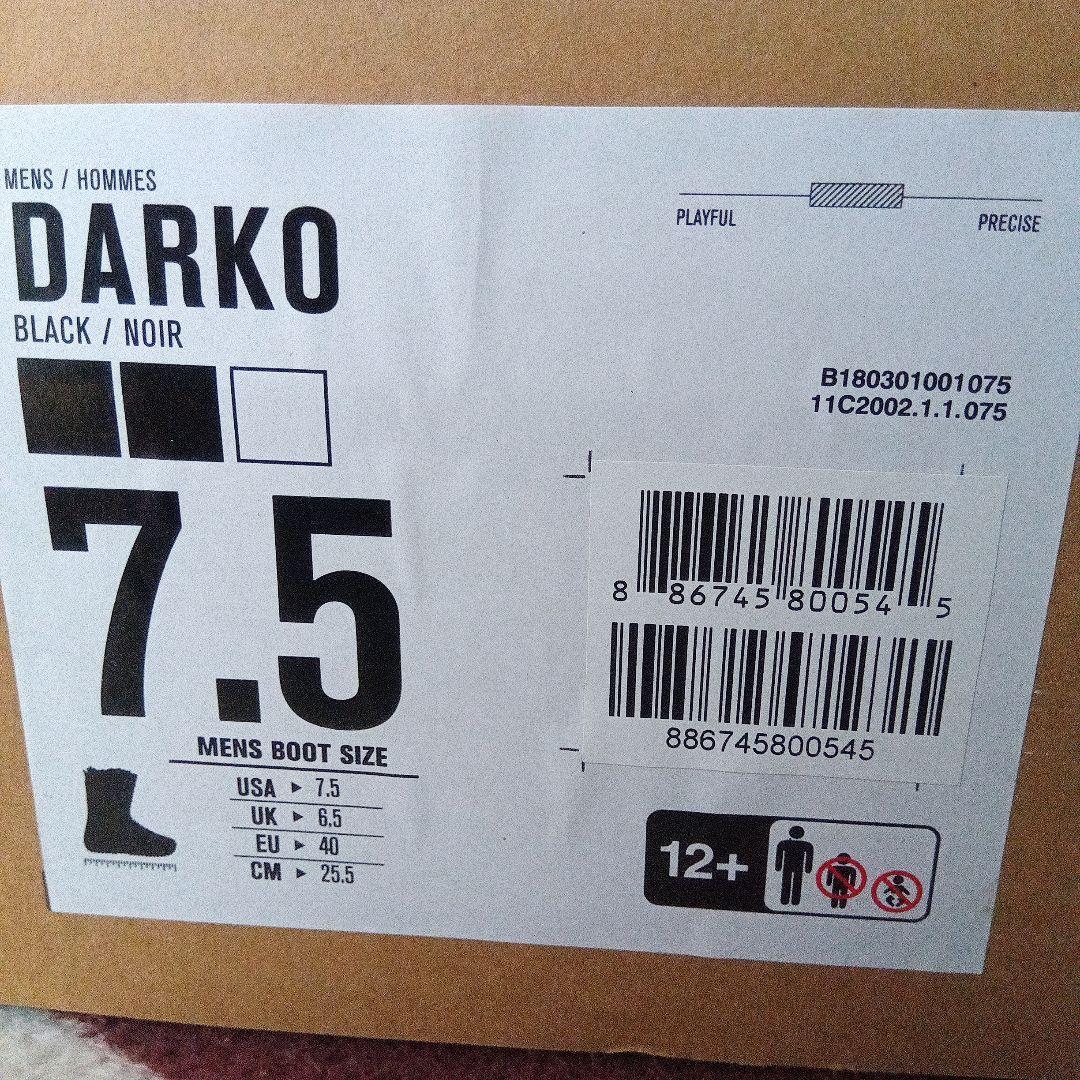 MENS / HOMMES
DARKO
BLACK / NOIR
7.5
MENS BOOT SIZE
USA ▶ 7.5
UK ▶ 6.5
EU ▶ 40
CM ▶ 25.5
PLAYFUL PRECISE
B180301001075
11C2002.1.1.075
8 86745 80054 5
886745800545
12+